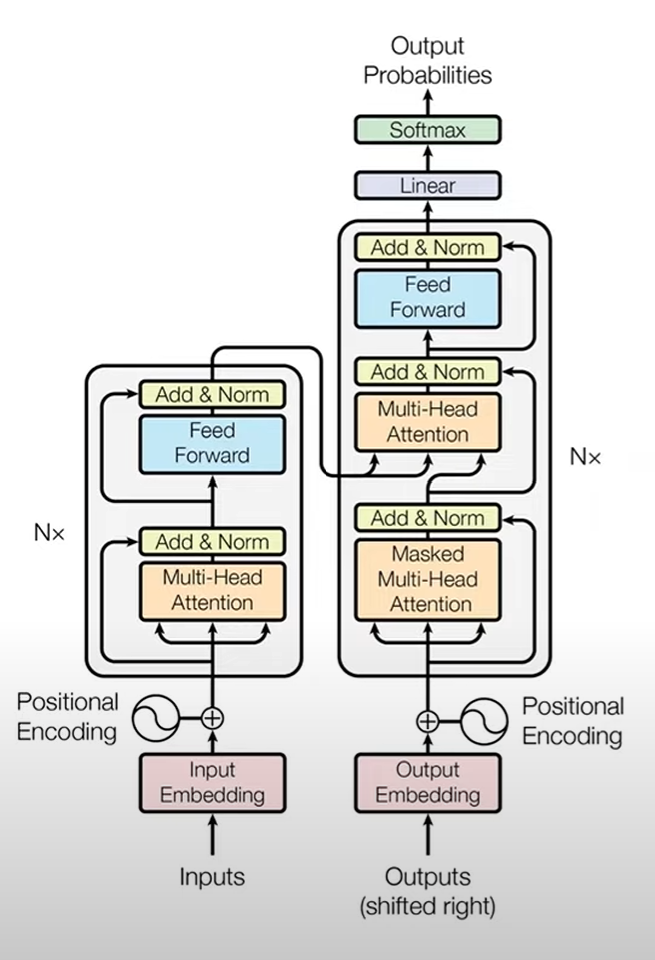 Output
Probabilities
Softmax
Linear
Add & Norm
Feed
Forward
Add & Norm
Multi-Head
Attention
N×
Add & Norm
Masked
Multi-Head
Attention
Add & Norm
Feed
Forward
N×
Add & Norm
Multi-Head
Attention
Positional
Encoding
Positional
Encoding
Input
Embedding
Output
Embedding
Inputs
Outputs
(shifted right)